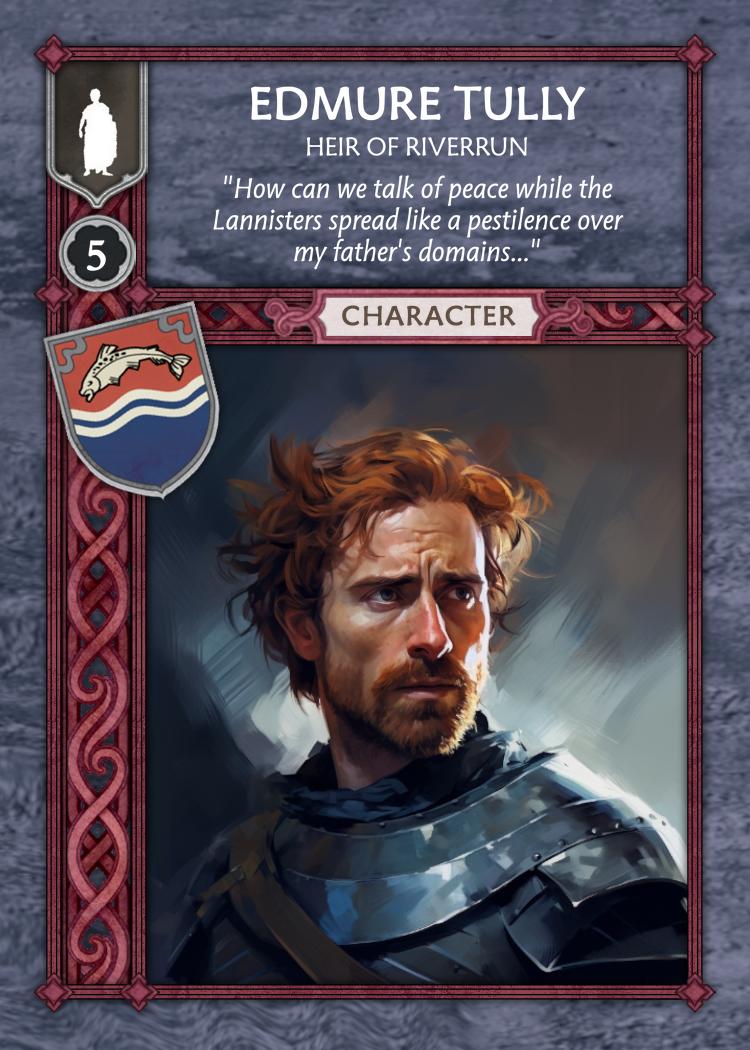 EDMURE TULLY
HEIR OF RIVERRUN
"How can we talk of peace while the
Lannisters spread like a pestilence over
my father's domains..."
5
CHARACTER